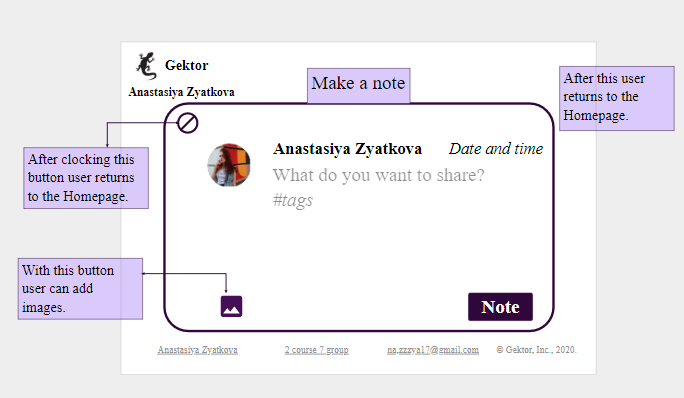 Gektor
Anastasiya Zyatkova
Make a note
After this user
returns to the
Homepage.
After clocking this
button user returns
to the Homepage.
Anastasiya Zyatkova Date and time
What do you want to share?
#tags
With this button
user can add
images.
Note
Anastasiya Zyatkova 2 course 7 group na.zzzya17@gmail.com © Gektor, Inc., 2020.